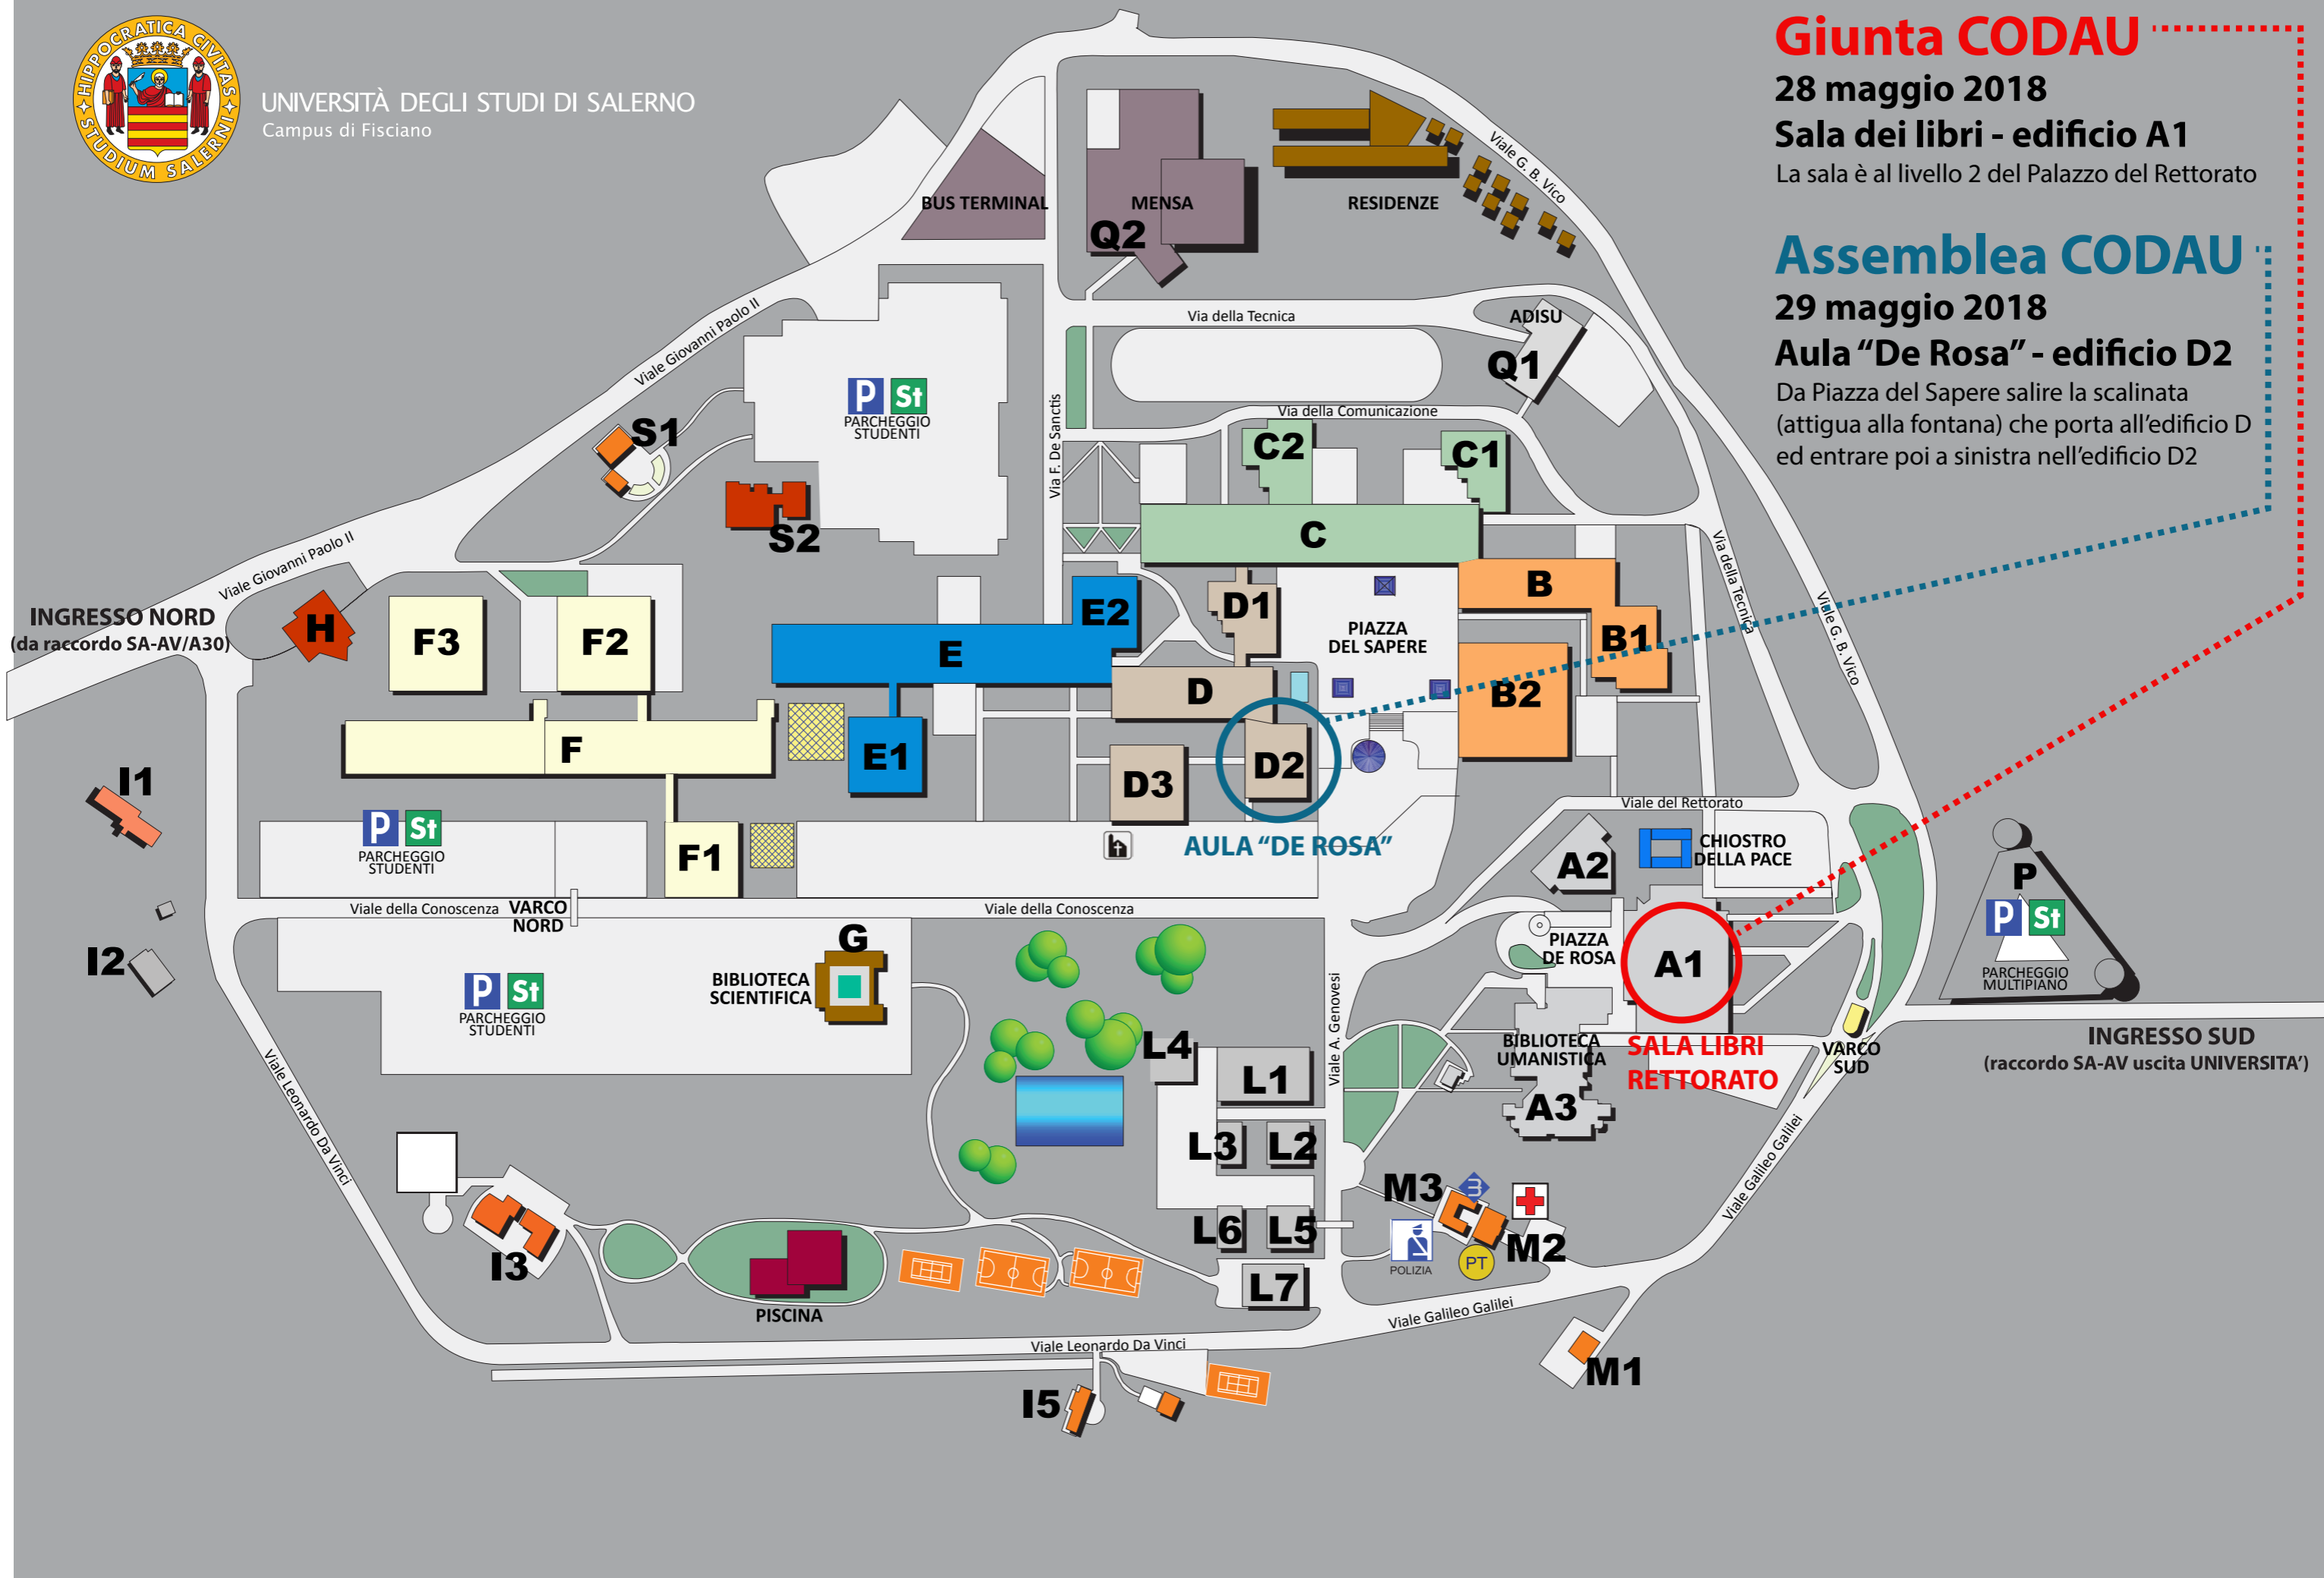 HIPPOCRATICA CIVITAS
STUDIUM SALERNI
UNIVERSITÀ DEGLI STUDI DI SALERNO
Campus di Fisciano
Giunta CODAU
28 maggio 2018
Sala dei libri - edificio A1
La sala è al livello 2 del Palazzo del Rettorato
Assemblea CODAU
29 maggio 2018
Aula “De Rosa” - edificio D2
Da Piazza del Sapere salire la scalinata
(attigua alla fontana) che porta all’edificio D
ed entrare poi a sinistra nell’edificio D2
BUS TERMINAL
MENSA
Q2
RESIDENZE
Viale G. B. Vico
Viale Giovanni Paolo II
Via della Tecnica
ADISU
Q1
P St
PARCHEGGIO
STUDENTI
Via F. De Sanctis
Via della Comunicazione
S1
S2
C2
C1
C
Via della Tecnica
Viale G. B. Vico
Viale Giovanni Paolo II
INGRESSO NORD
(da raccordo SA-AV/A30)
H
F3
F2
E2
E
D1
PIAZZA
DEL SAPERE
B
B1
B2
D
F
E1
D3
D2
I1
P St
PARCHEGGIO
STUDENTI
F1
AULA “DE ROSA”
Viale del Rettorato
A2
CHIOSTRO
DELLA PACE
P
P St
PARCHEGGIO
MULTIPIANO
Viale della Conoscenza
VARCO
NORD
Viale della Conoscenza
I2
G
BIBLIOTECA
SCIENTIFICA
P St
PARCHEGGIO
STUDENTI
PIAZZA
DE ROSA
A1
Viale A. Genovesi
BIBLIOTECA
UMANISTICA
SALA LIBRI
RETTORATO
VARCO
SUD
INGRESSO SUD
(raccordo SA-AV uscita UNIVERSITA’)
L4
L1
A3
L3
L2
Viale Leonardo Da Vinci
M3
m
L6
L5
POLIZIA
PT
M2
Viale Galileo Galilei
I3
PISCINA
L7
Viale Galileo Galilei
Viale Leonardo Da Vinci
M1
I5